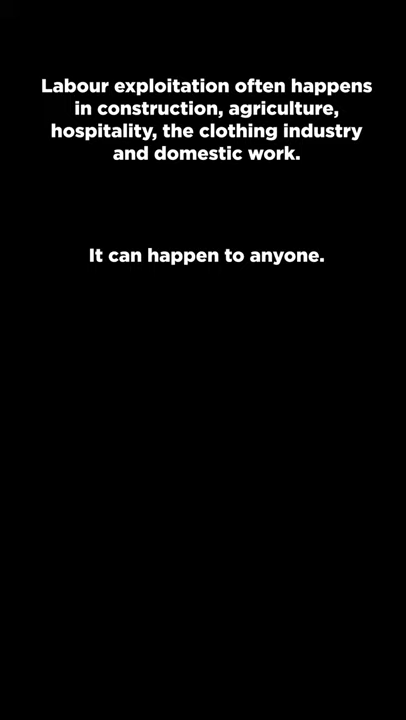 Labour exploitation often happens
in construction, agriculture,
hospitality, the clothing industry
and domestic work.
It can happen to anyone.